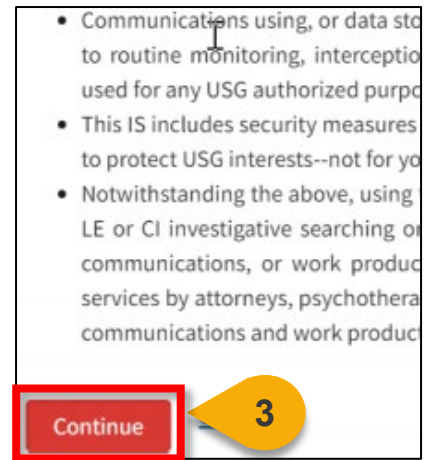 • Communications using, or data sto
to routine monitoring, interceptio
used for any USG authorized purpo
• This IS includes security measures
to protect USG interests--not for yo
• Notwithstanding the above, using
LE or CI investigative searching or
communications, or work produc
services by attorneys, psychothera
communications and work product
Continue
3